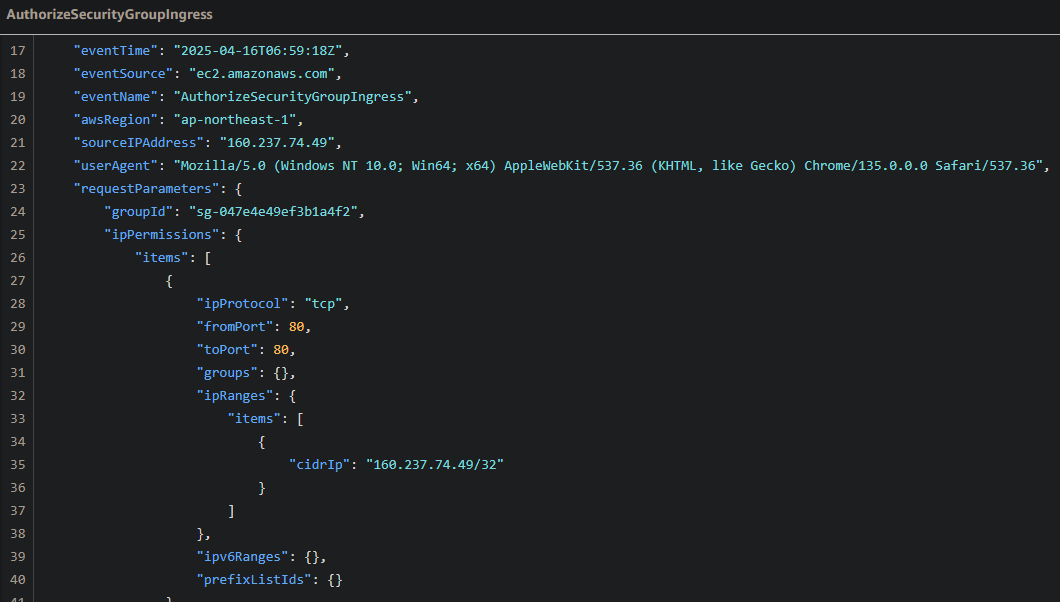 AuthorizeSecurityGroupIngress
17 "eventTime": "2025-04-16T06:59:18Z",
18 "eventSource": "ec2.amazonaws.com",
19 "eventName": "AuthorizeSecurityGroupIngress",
20 "awsRegion": "ap-northeast-1",
21 "sourceIPAddress": "160.237.74.49",
22 "userAgent": "Mozilla/5.0 (Windows NT 10.0; Win64; x64) AppleWebKit/537.36 (KHTML, like Gecko) Chrome/135.0.0.0 Safari/537.36",
23 "requestParameters": {
24 "groupId": "sg-047e4e49ef3b1a4f2",
25 "ipPermissions": {
26 "items": [
27 {
28 "ipProtocol": "tcp",
29 "fromPort": 80,
30 "toPort": 80,
31 "groups": {},
32 "ipRanges": {
33 "items": [
34 {
35 "cidrIp": "160.237.74.49/32"
36 }
37 ]
38 },
39 "ipv6Ranges": {},
40 "prefixListIds": {}
41 }